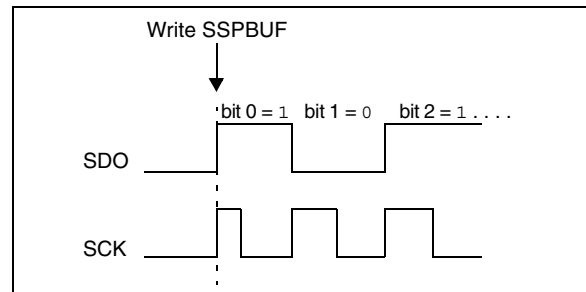 Write SSPBUF
bit 0 = 1 bit 1 = 0 bit 2 = 1 . . . .
SDO
SCK